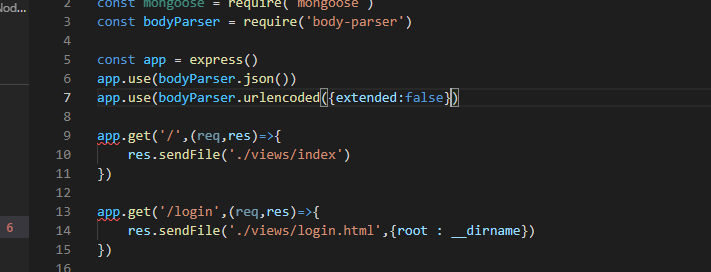 Nod...
2 const mongoose = require('mongoose')
3 const bodyParser = require('body-parser')
4
5 const app = express()
6 app.use(bodyParser.json())
7 app.use(bodyParser.urlencoded({extended:false})
8
9 app.get('/',(req,res)=>{
10 res.sendFile('./views/index')
11 })
12
13 app.get('/login',(req,res)=>{
6
14 res.sendFile('./views/login.html',{root : __dirname})
15 })
16